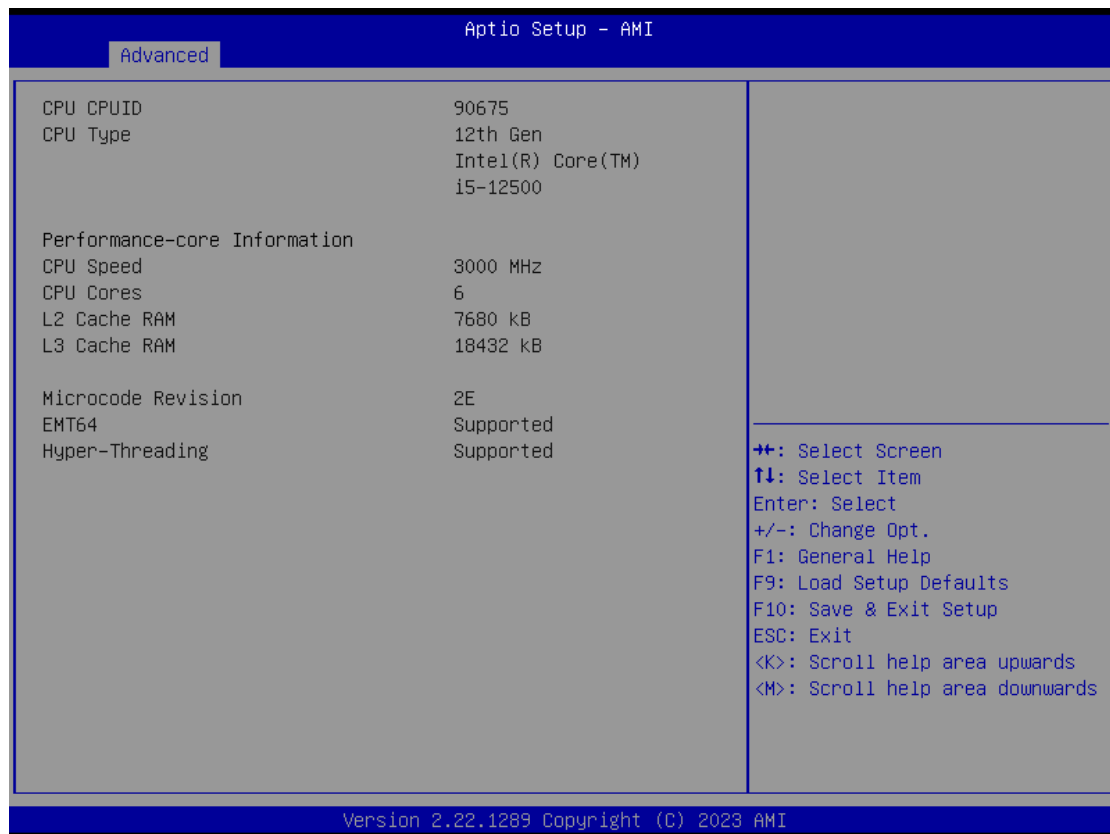 Aptio Setup – AMI
Advanced
CPU CPUID 90675
CPU Type 12th Gen
Intel(R) Core(TM)
i5-12500
Performance-core Information
CPU Speed 3000 MHz
CPU Cores 6
L2 Cache RAM 7680 kB
L3 Cache RAM 18432 kB
Microcode Revision 2E
EMT64 Supported
Hyper-Threading Supported
→←: Select Screen
↑↓: Select Item
Enter: Select
+/-: Change Opt.
F1: General Help
F9: Load Setup Defaults
F10: Save & Exit Setup
ESC: Exit
<K>: Scroll help area upwards
<M>: Scroll help area downwards
Version 2.22.1289 Copyright (C) 2023 AMI